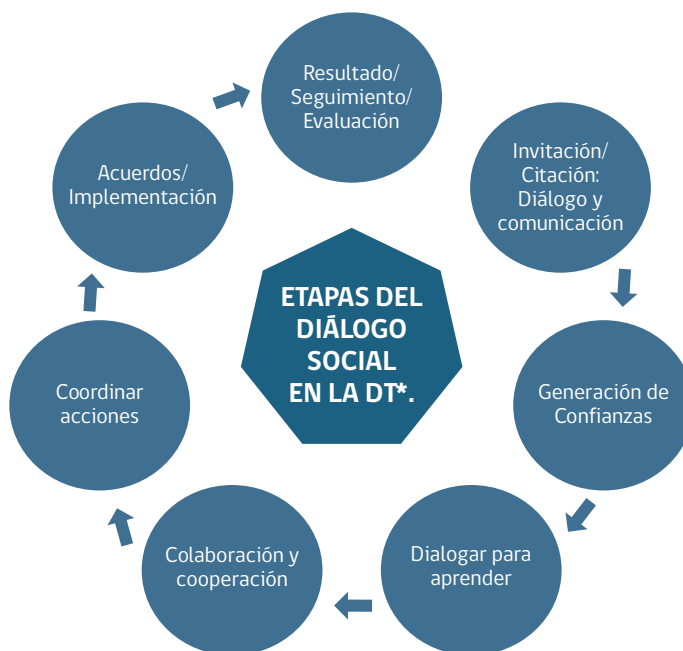 Resultado/
Seguimiento/
Evaluación
Invitación/
Citación:
Diálogo y
comunicación
Generación de
Confianzas
Dialogar para
aprender
Colaboración y
cooperación
Coordinar
acciones
Acuerdos/
Implementación
ETAPAS DEL
DIÁLOGO
SOCIAL
EN LA DT*.